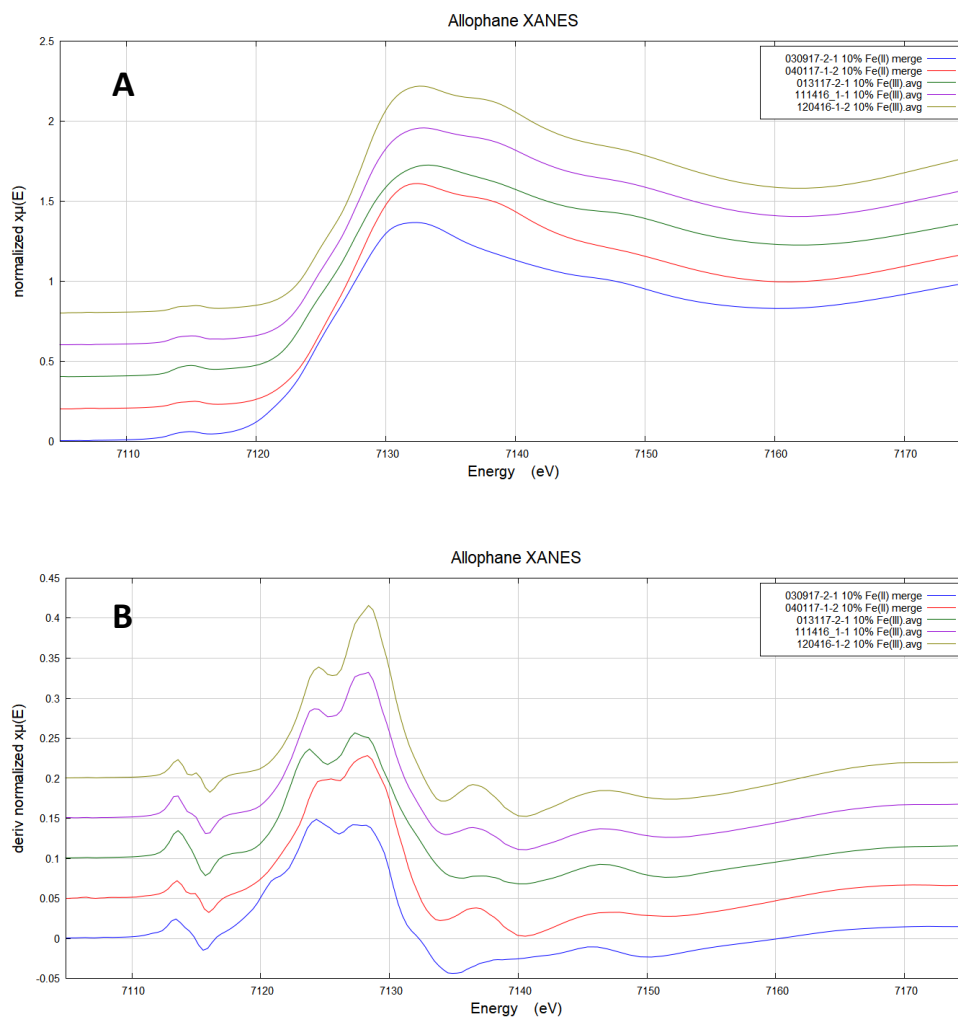 Allophane XANES
A
030917-2-1 10% Fe(II) merge
040117-1-2 10% Fe(II) merge
013117-2-1 10% Fe(III).avg
111416_1-1 10% Fe(III).avg
120416-1-2 10% Fe(III).avg
2.5
2
1.5
1
0.5
0
normalized xμ(E)
7110 7120 7130 7140 7150 7160 7170
Energy (eV)
Allophane XANES
B
030917-2-1 10% Fe(II) merge
040117-1-2 10% Fe(II) merge
013117-2-1 10% Fe(III).avg
111416_1-1 10% Fe(III).avg
120416-1-2 10% Fe(III).avg
0.45
0.4
0.35
0.3
0.25
0.2
0.15
0.1
0.05
0
-0.05
deriv normalized xμ(E)
7110 7120 7130 7140 7150 7160 7170
Energy (eV)